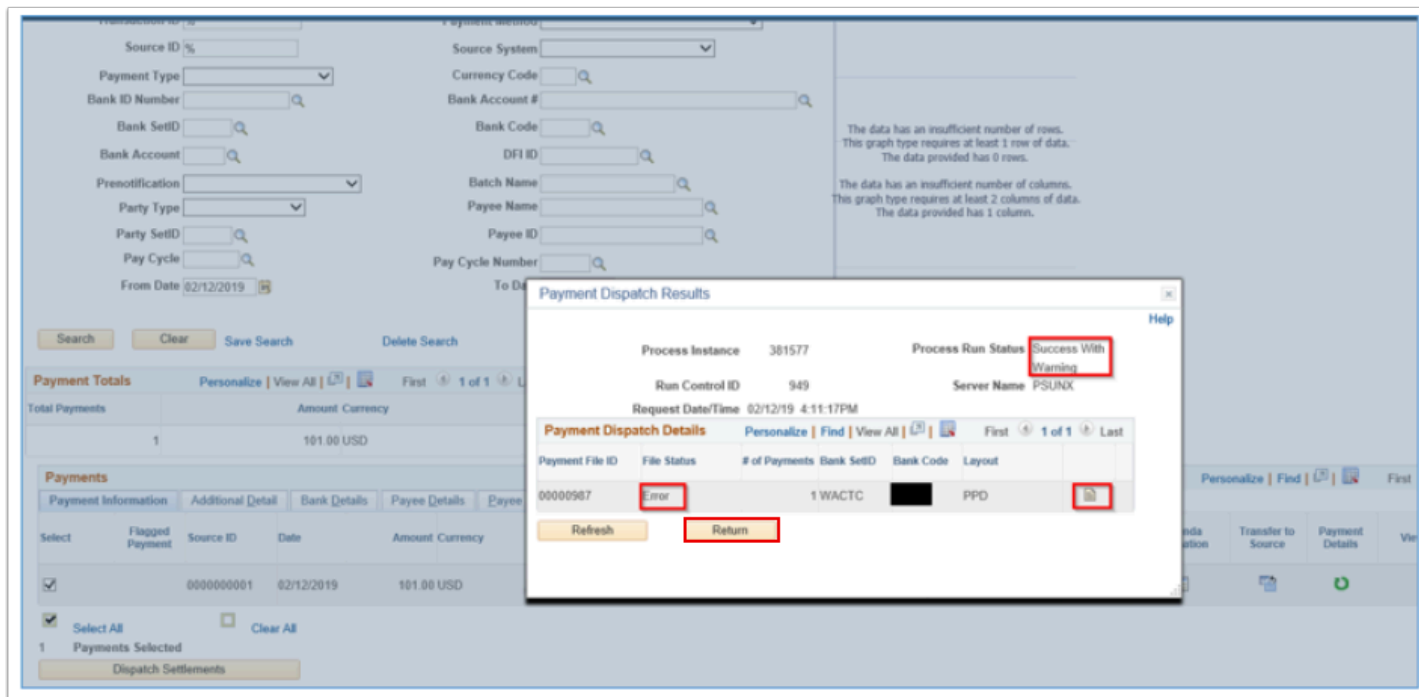 Transaction ID % Payment Method
Source ID % Source System
Payment Type Currency Code
Bank ID Number Bank Account #
Bank SetID Bank Code
Bank Account DFI ID
Prenotification Batch Name
Party Type Payee Name
Party SetID Payee ID
Pay Cycle Pay Cycle Number
From Date 02/12/2019 To Da
The data has an insufficient number of rows.
This graph type requires at least 1 row of data.
The data provided has 0 rows.
The data has an insufficient number of columns.
This graph type requires at least 2 columns of data.
The data provided has 1 column.
Search Clear Save Search Delete Search
Payment Totals Personalize | View All | First 1 of 1 L
Total Payments Amount Currency
1 101.00 USD
Payment Dispatch Results
Help
Process Instance 381577 Process Run Status Success With
Warning
Run Control ID 949 Server Name PSUNX
Request Date/Time 02/12/19 4:11:17PM
Payment Dispatch Details Personalize | Find | View All | First 1 of 1 Last
Payment File ID File Status # of Payments Bank SetID Bank Code Layout
00000987 Error 1 WACTC PPD
Refresh Return
Payments Personalize | Find | First
Payment Information Additional Detail Bank Details Payee Details Payee
Select Flagged Payment Source ID Date Amount Currency nda ation Transfer to Source Payment Details Vie
0000000001 02/12/2019 101.00 USD
Select All Clear All
1 Payments Selected
Dispatch Settlements